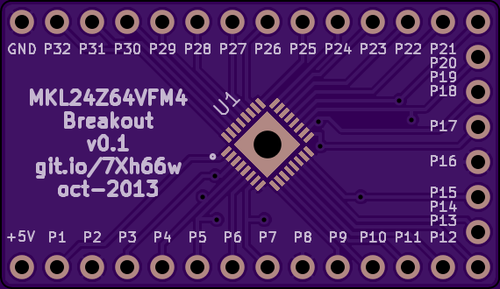 GND P32 P31 P30 P29 P28 P27 P26 P25 P24 P23 P22 P21
P20
P19
P18
MKL24Z64VFM4
Breakout
v0.1
git.io/7Xh66w
oct-2013
U1
P17
P16
P15
P14
P13
+5V P1 P2 P3 P4 P5 P6 P7 P8 P9 P10 P11 P12